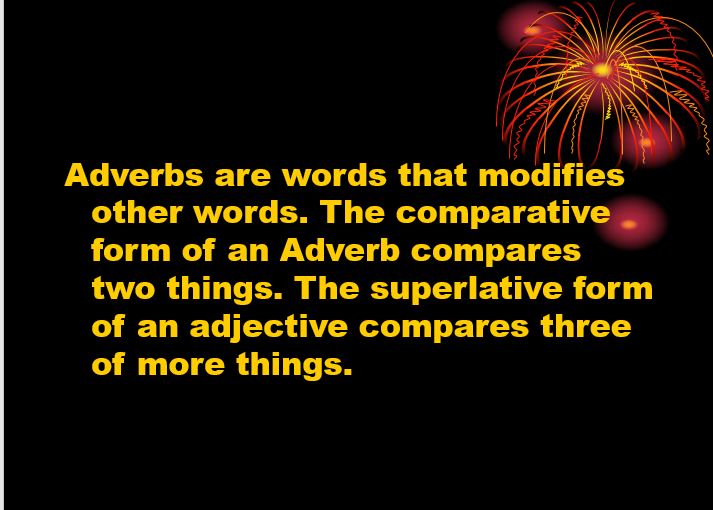 Adverbs are words that modifies
other words. The comparative
form of an Adverb compares
two things. The superlative form
of an adjective compares three
of more things.